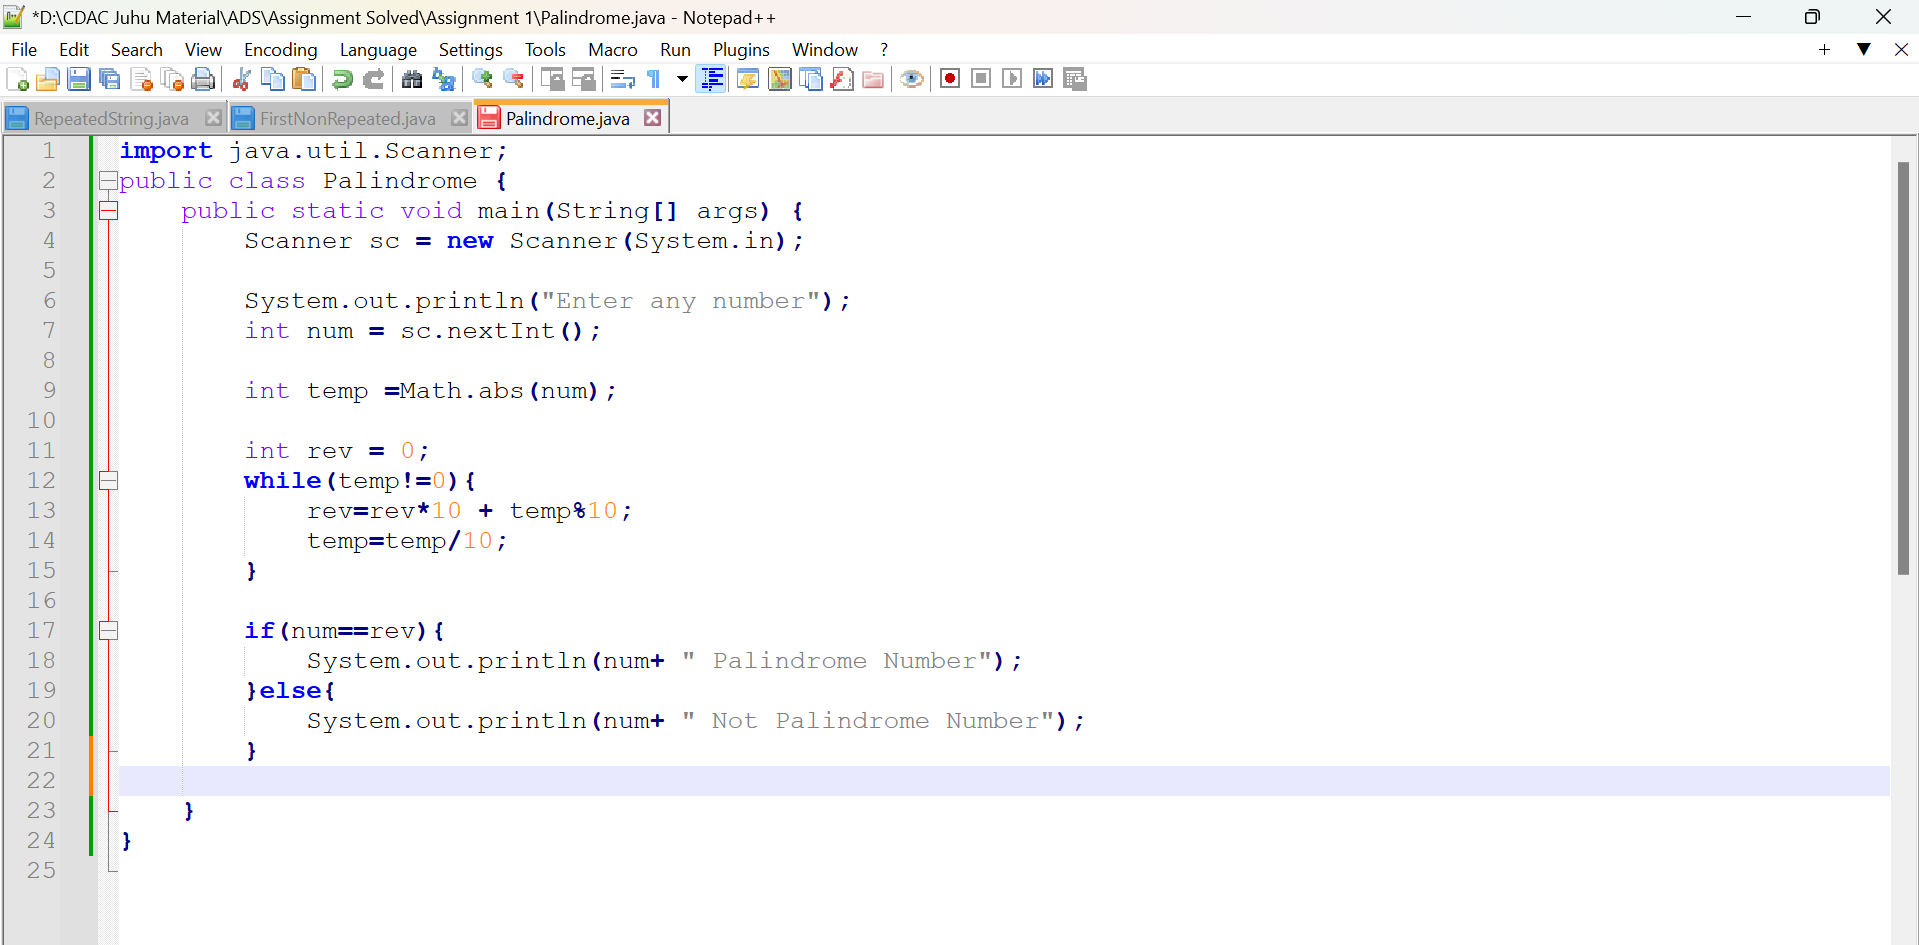 *D:\CDAC Juhu Material\ADS\Assignment Solved\Assignment 1\Palindrome.java - Notepad++
File Edit Search View Encoding Language Settings Tools Macro Run Plugins Window ?
RepeatedString.java FirstNonRepeated.java Palindrome.java
1 import java.util.Scanner;
2 public class Palindrome {
3     public static void main(String[] args) {
4         Scanner sc = new Scanner(System.in);
5
6         System.out.println("Enter any number");
7         int num = sc.nextInt();
8
9         int temp =Math.abs(num);
10
11         int rev = 0;
12         while(temp!=0){
13             rev=rev*10 + temp%10;
14             temp=temp/10;
15         }
16
17         if(num==rev){
18             System.out.println(num+ " Palindrome Number");
19         }else{
20             System.out.println(num+ " Not Palindrome Number");
21         }
22
23     }
24 }
25